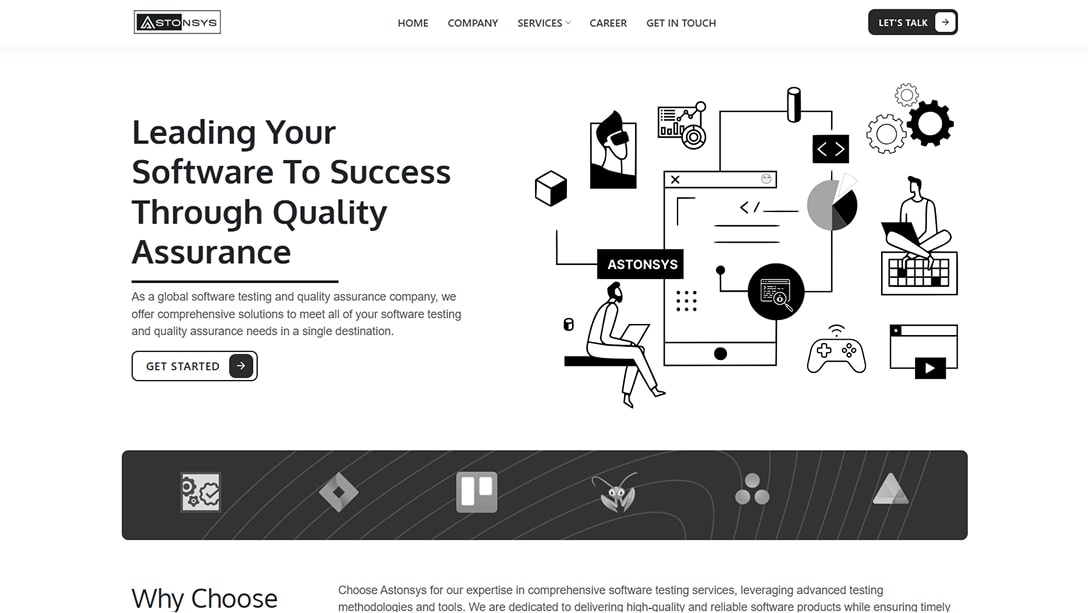 ASTONSYS
HOME COMPANY SERVICES CAREER GET IN TOUCH
LET'S TALK
Leading Your
Software To Success
Through Quality
Assurance
As a global software testing and quality assurance company, we
offer comprehensive solutions to meet all of your software testing
and quality assurance needs in a single destination.
GET STARTED
</
< >
ASTONSYS
Why Choose
Choose Astonsys for our expertise in comprehensive software testing services, leveraging advanced testing
methodologies and tools. We are dedicated to delivering high-quality and reliable software products while ensuring timely